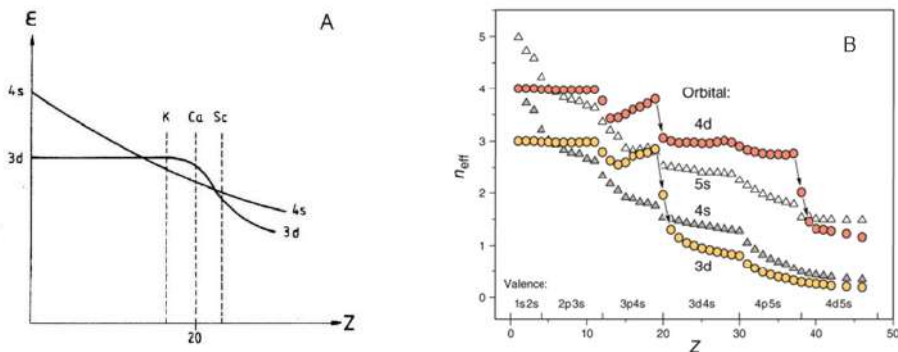 ε
A
4s
3d
K Ca Sc
4s
3d
Z
20
B
5
4
3
2
1
0
n_eff
Orbital:
4d
5s
4s
3d
Valence:
1s2s 2p3s 3p4s 3d4s 4p5s 4d5s
0 10 20 30 40 50
Z